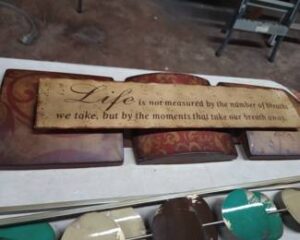 Life is not measured by the number of breaths
we take, but by the moments that take our breath away.